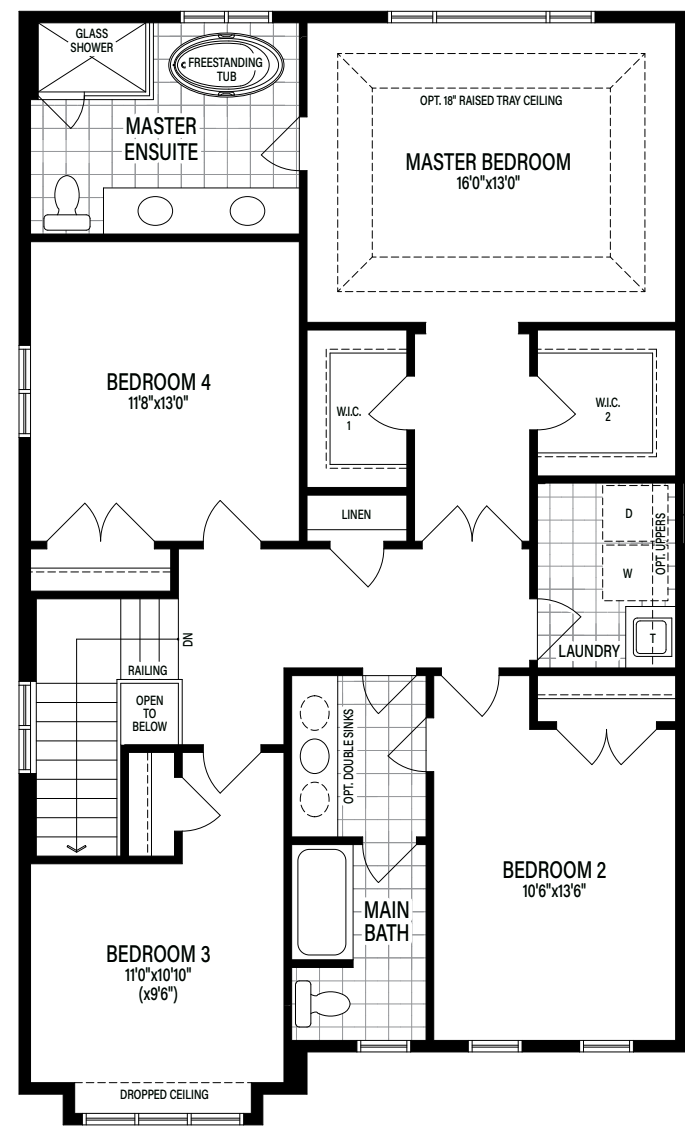 GLASS
SHOWER
FREESTANDING
TUB
MASTER
ENSUITE
OPT. 18" RAISED TRAY CEILING
MASTER BEDROOM
16'0"x13'0"
BEDROOM 4
11'8"x13'0"
W.I.C.
1
W.I.C.
2
LINEN
D
W
OPT. UPPERS
T
LAUNDRY
DN
RAILING
OPEN
TO
BELOW
OPT. DOUBLE SINKS
BEDROOM 2
10'6"x13'6"
MAIN
BATH
BEDROOM 3
11'0"x10'10"
(x9'6")
DROPPED CEILING